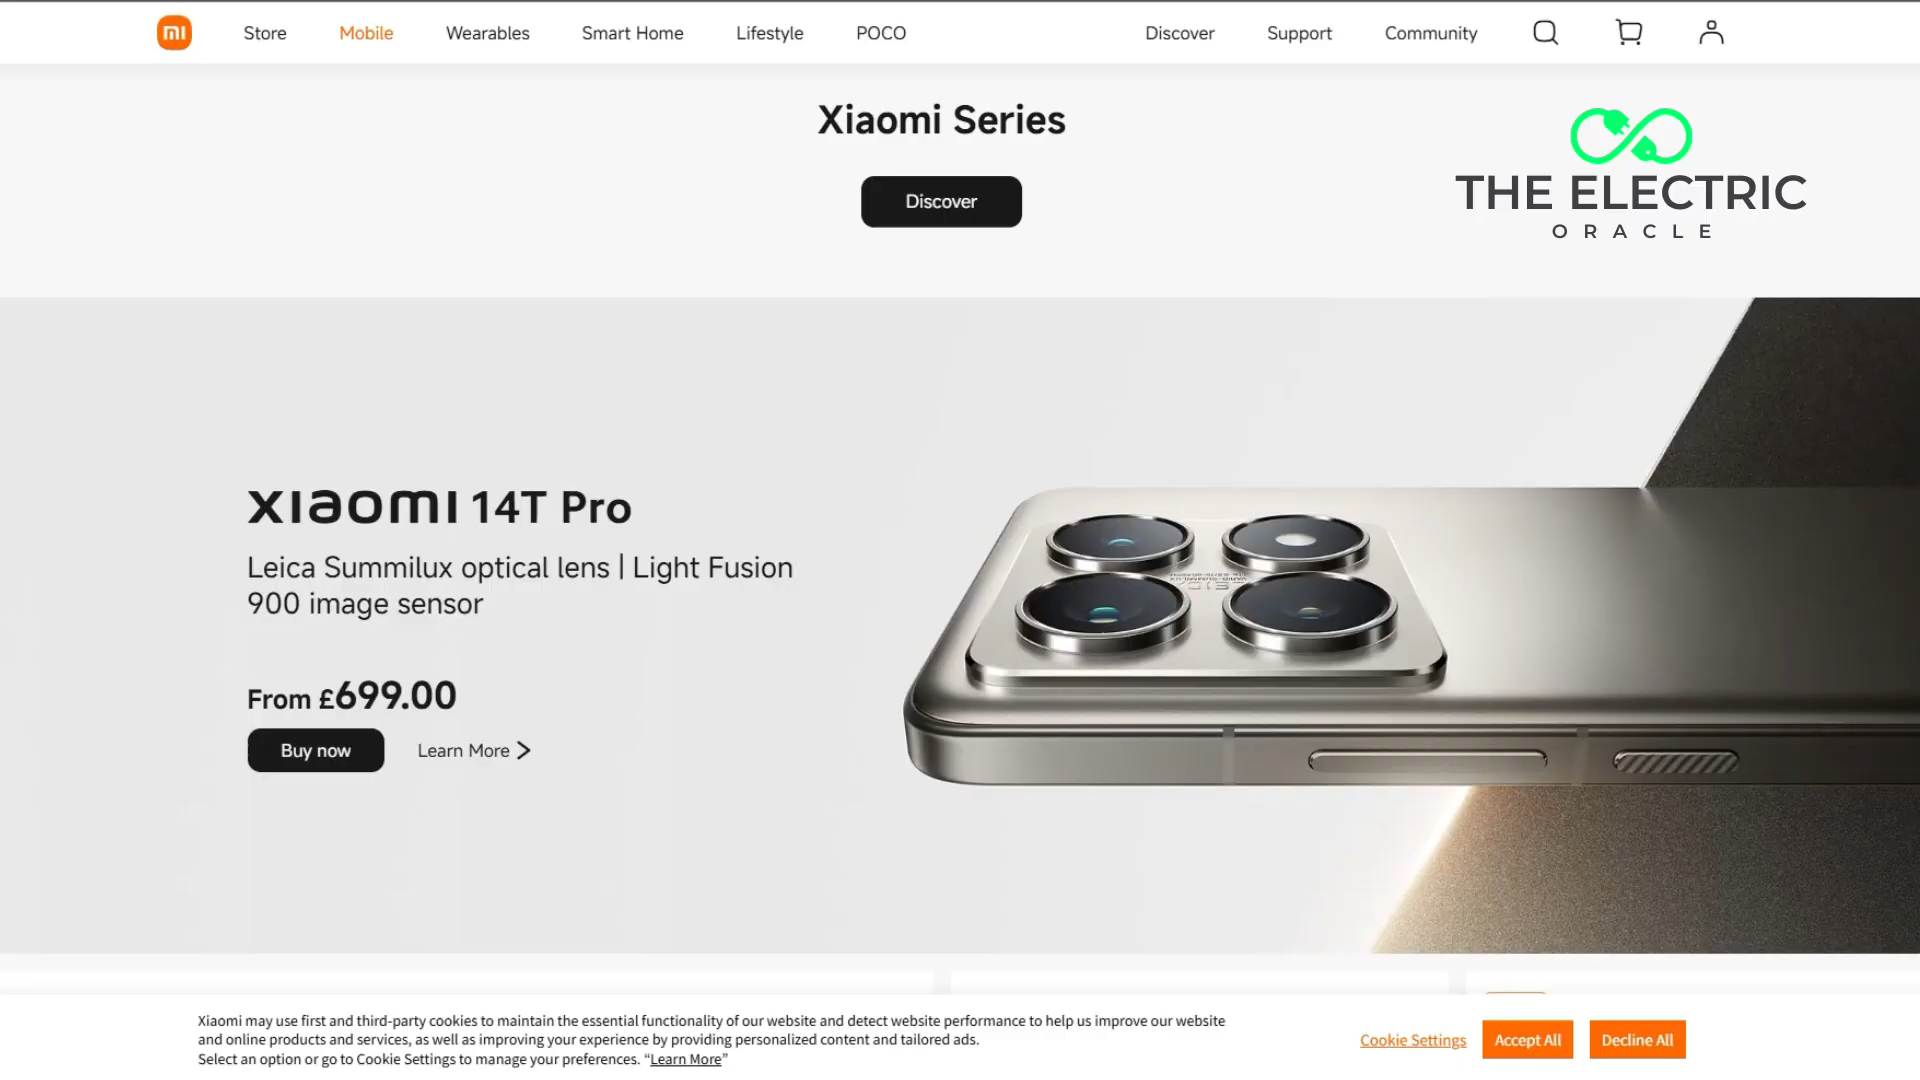 mi
Store
Mobile
Wearables
Smart Home
Lifestyle
POCO
Discover
Support
Community
Xiaomi Series
Discover
THE ELECTRIC
ORACLE
xiaomi 14T Pro
Leica Summilux optical lens | Light Fusion
900 image sensor
From £699.00
Buy now
Learn More >
Xiaomi may use first and third-party cookies to maintain the essential functionality of our website and detect website performance to help us improve our website
and online products and services, as well as improving your experience by providing personalized content and tailored ads.
Select an option or go to Cookie Settings to manage your preferences. “Learn More”
Cookie Settings
Accept All
Decline All